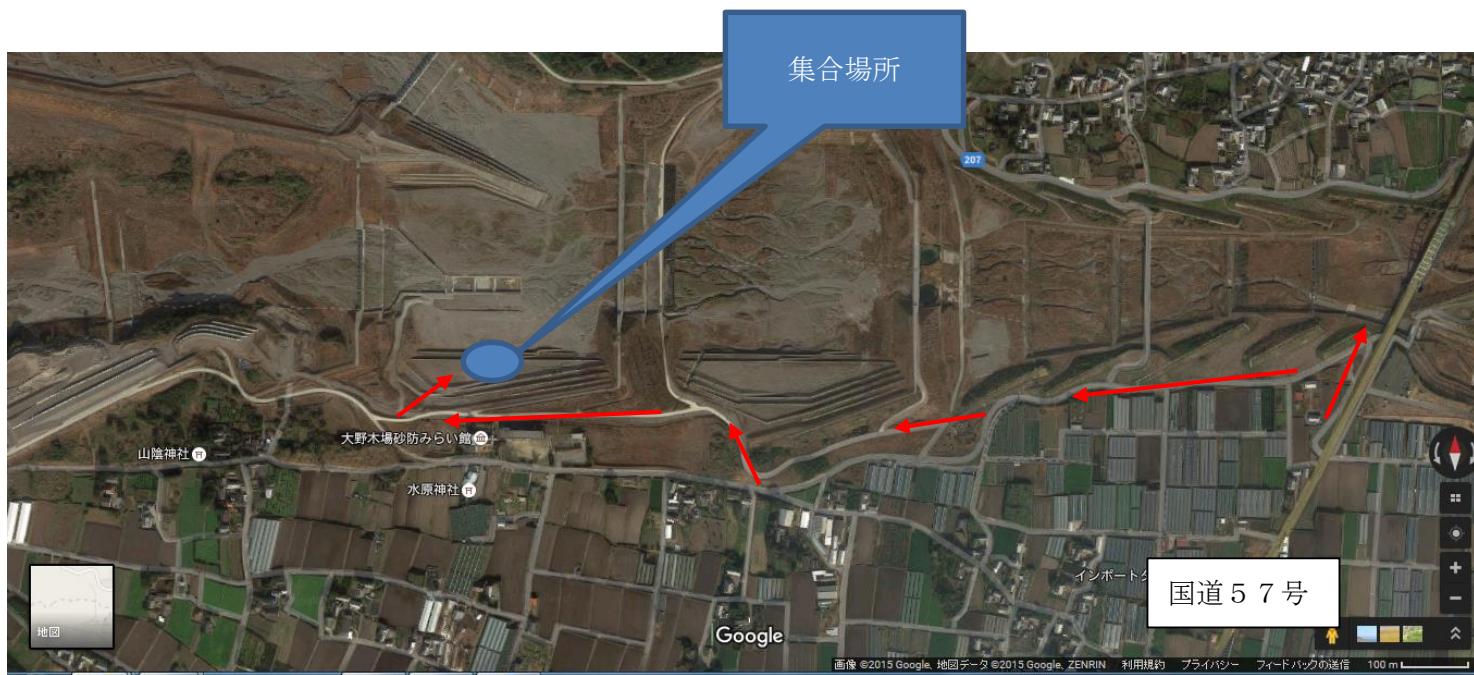 集合場所
207
大野木場砂防みらい館
山陰神社
水原神社
インポートタ
国道５７号
地図
Google
画像 ©2015 Google、地図データ ©2015 Google、ZENRIN 利用規約 プライバシー フィードバックの送信 100 m